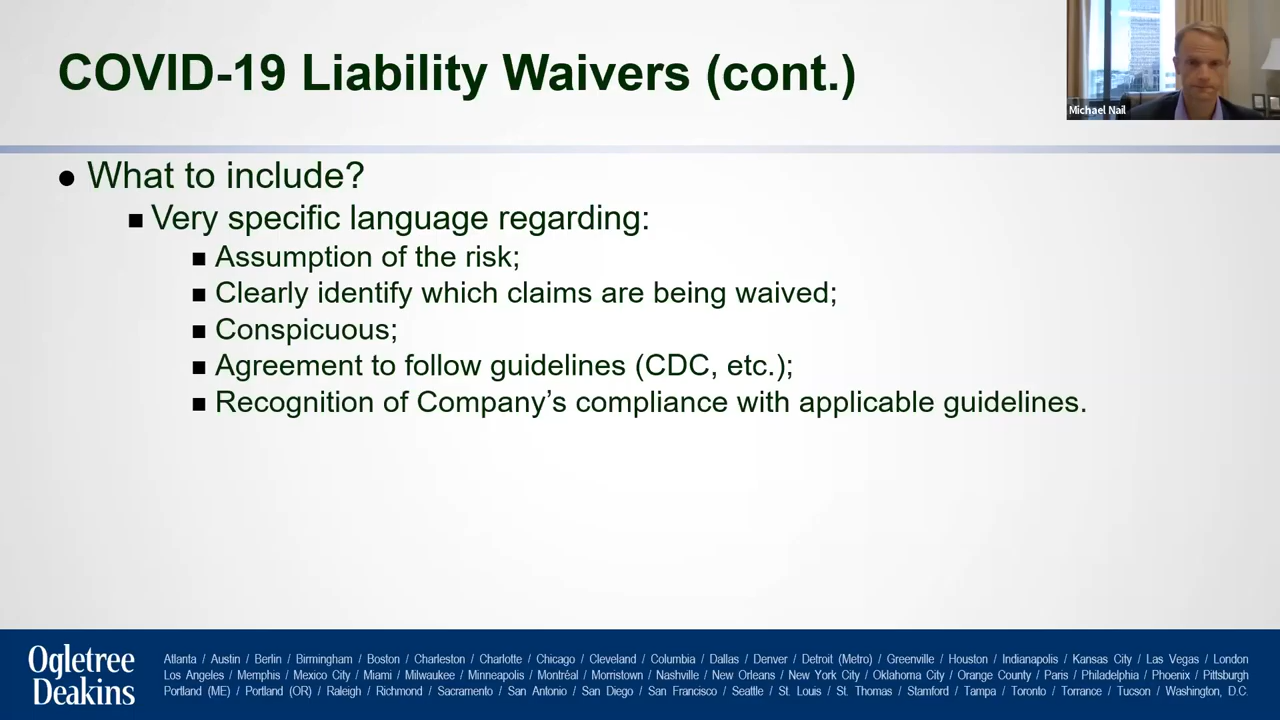 COVID-19 Liability Waivers (cont.)
Michael Nail
● What to include?
■ Very specific language regarding:
■ Assumption of the risk;
■ Clearly identify which claims are being waived;
■ Conspicuous;
■ Agreement to follow guidelines (CDC, etc.);
■ Recognition of Company’s compliance with applicable guidelines.
Ogletree
Deakins
Atlanta / Austin / Berlin / Birmingham / Boston / Charleston / Charlotte / Chicago / Cleveland / Columbia / Dallas / Denver / Detroit (Metro) / Greenville / Houston / Indianapolis / Kansas City / Las Vegas / London
Los Angeles / Memphis / Mexico City / Miami / Milwaukee / Minneapolis / Montréal / Morristown / Nashville / New Orleans / New York City / Oklahoma City / Orange County / Paris / Philadelphia / Phoenix / Pittsburgh
Portland (ME) / Portland (OR) / Raleigh / Richmond / Sacramento / San Antonio / San Diego / San Francisco / Seattle / St. Louis / St. Thomas / Stamford / Tampa / Toronto / Torrance / Tucson / Washington, D.C.